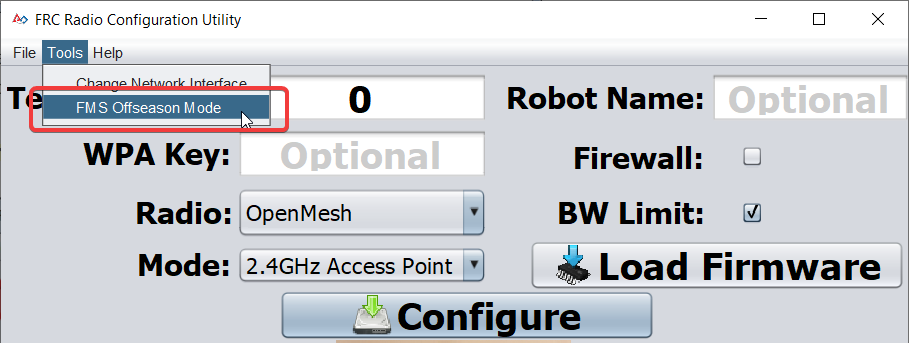 FRC Radio Configuration Utility
File Tools Help
Change Network Interface
Te 0 Robot Name: Optional
FMS Offseason Mode
WPA Key: Optional Firewall:
Radio: OpenMesh BW Limit:
Mode: 2.4GHz Access Point Load Firmware
Configure